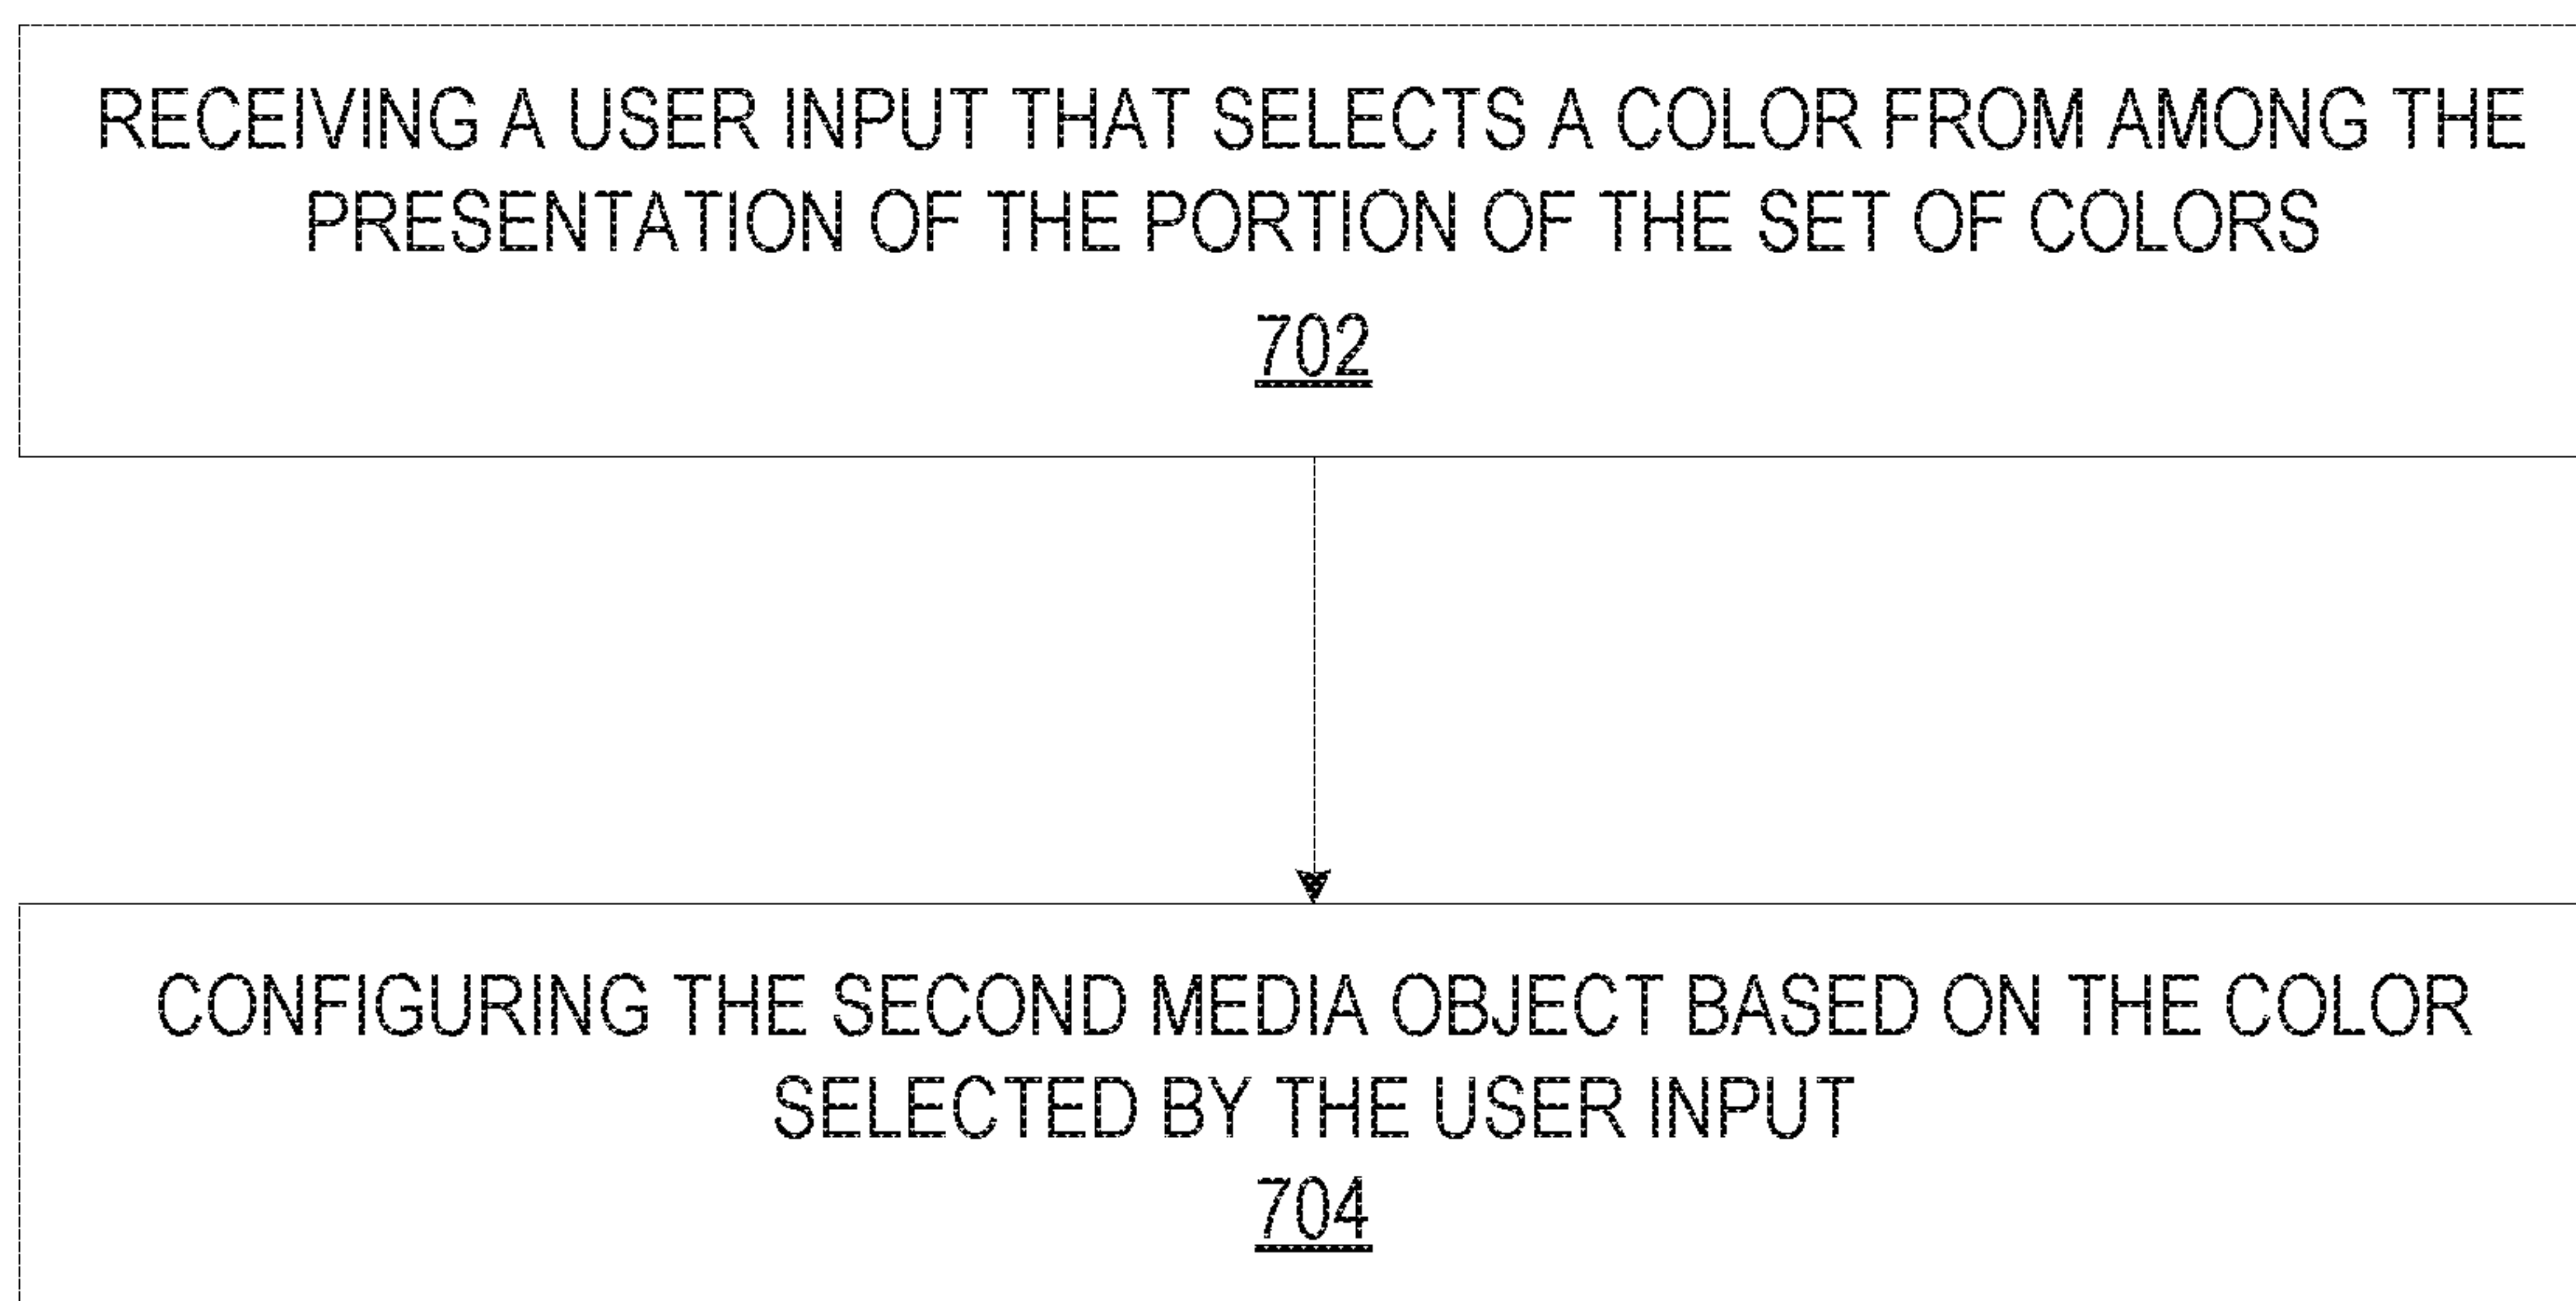 RECEIVING A USER INPUT THAT SELECTS A COLOR FROM AMONG THE
PRESENTATION OF THE PORTION OF THE SET OF COLORS
702
CONFIGURING THE SECOND MEDIA OBJECT BASED ON THE COLOR
SELECTED BY THE USER INPUT
704